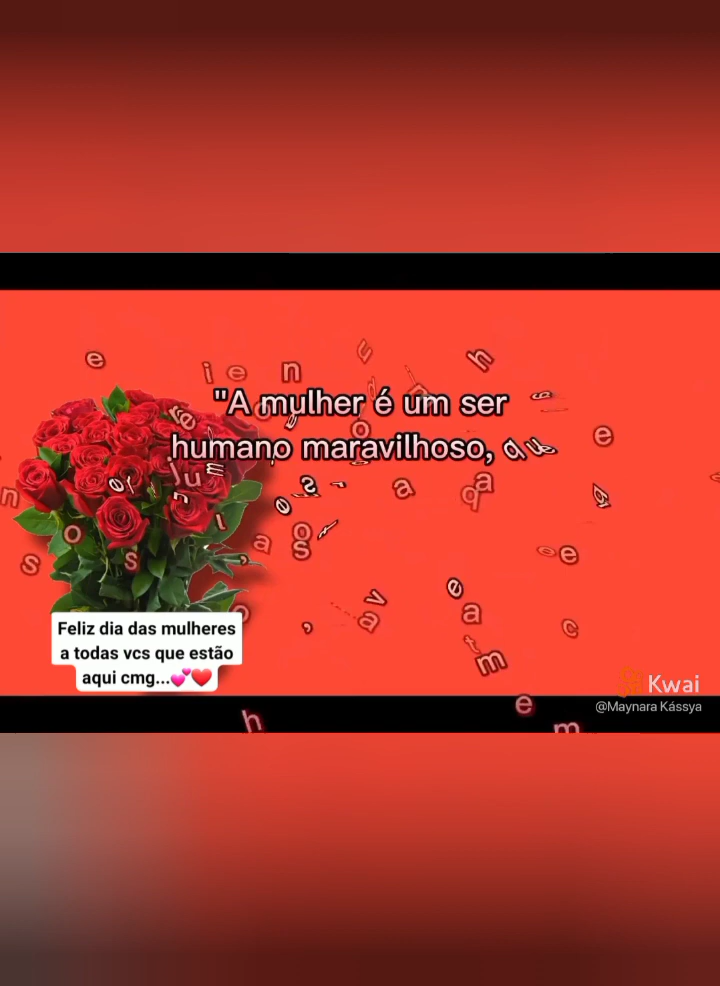 "A mulher é um ser
humano maravilhoso,
Feliz dia das mulheres
a todas vcs que estão
aqui cmg...💕❤️
Kwai
@Maynara Kássya